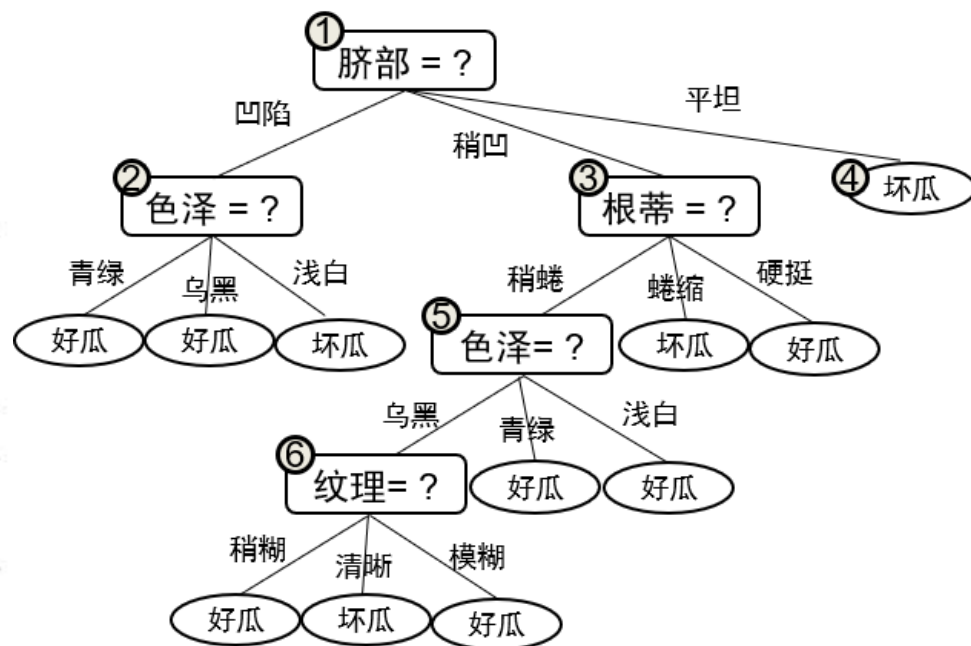 ①
脐部 = ?
凹陷
稍凹
平坦
②
色泽 = ?
③
根蒂 = ?
④
坏瓜
青绿
乌黑
浅白
稍蜷
蜷缩
硬挺
好瓜
好瓜
坏瓜
⑤
色泽= ?
坏瓜
好瓜
乌黑
青绿
浅白
⑥
纹理= ?
好瓜
好瓜
稍糊
清晰
模糊
好瓜
坏瓜
好瓜